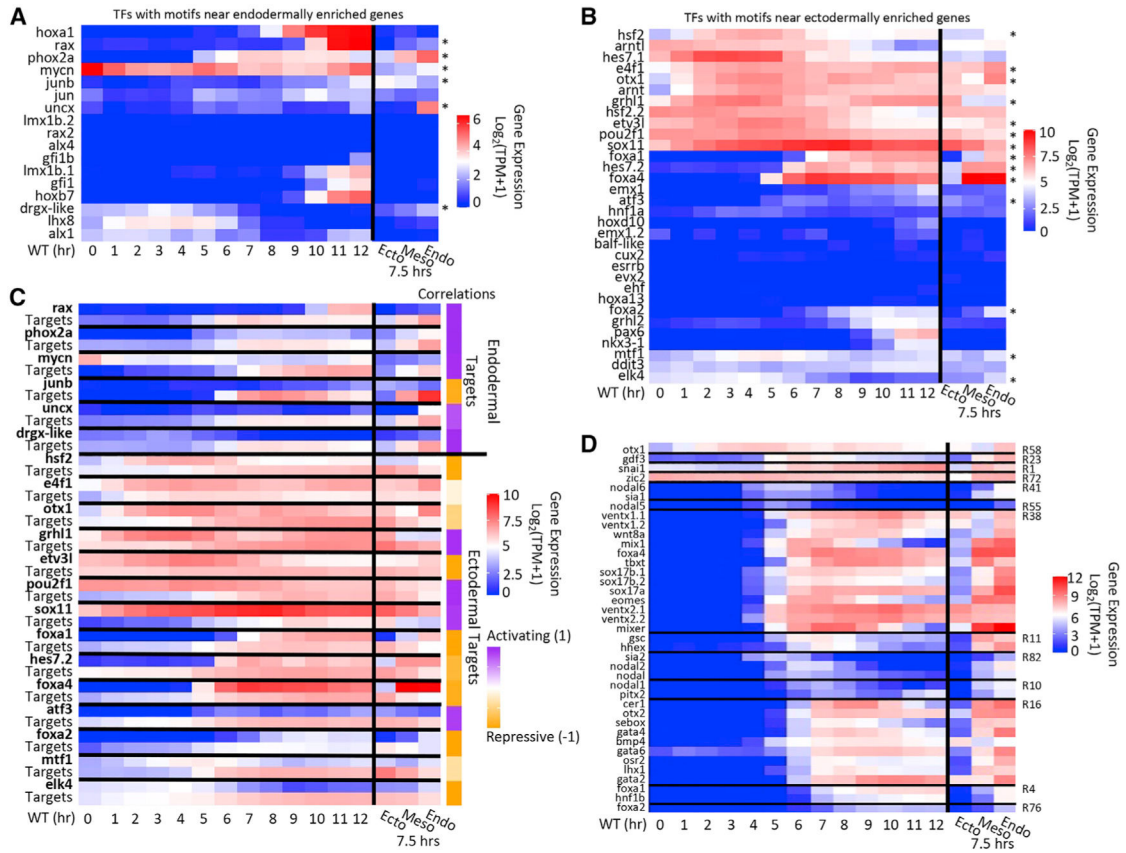 A
TFs with motifs near endodermally enriched genes
hoxa1
rax *
phox2a *
mycn *
junb *
jun
uncx *
lmx1b.2
rax2
alx4
gfi1b
lmx1b.1
gfi1
hoxb7
drgx-like *
lhx8
alx1
WT (hr) 0 1 2 3 4 5 6 7 8 9 10 11 12 Ecto Meso Endo
7.5 hrs
6
4
2
0
Gene Expression
Log2(TPM+1)
B
TFs with motifs near ectodermally enriched genes
hsf2 *
arntl
hes7.1
e4f1 *
otx1 *
arnt
grhl1 *
hsf2.2
etv3l *
pou2f1 *
sox11 *
foxa1 *
hes7.2 *
foxa4 *
emx1
atf3 *
hnf1a
hoxd10
emx1.2
balf-like
cux2
esrrb
evx2
ehf
hoxa13
foxa2 *
grhl2
pax6
nkx3-1
mtf1 *
ddit3
elk4 *
WT (hr) 0 1 2 3 4 5 6 7 8 9 10 11 12 Ecto Meso Endo
7.5 hrs
10
7.5
5
2.5
0
Gene Expression
Log2(TPM+1)
C
Correlations
rax
Targets
phox2a
Targets
mycn
Targets
junb
Targets
uncx
Targets
drgx-like
Targets
hsf2
Targets
e4f1
Targets
otx1
Targets
grhl1
Targets
etv3l
Targets
pou2f1
Targets
sox11
Targets
foxa1
Targets
hes7.2
Targets
foxa4
Targets
atf3
Targets
foxa2
Targets
mtf1
Targets
elk4
Targets
WT (hr) 0 1 2 3 4 5 6 7 8 9 10 11 12 Ecto Meso Endo
7.5 hrs
Endodermal
Targets
Ectodermal Targets
10
7.5
5
2.5
0
Gene Expression
Log2(TPM+1)
Activating (1)
Repressive (-1)
D
otx1 R58
gdf3 R23
snai1 R1
zic2 R72
nodal6 R41
sia1
nodal5 R55
ventx1.1 R38
ventx1.2
wnt8a
mix1
foxa4
tbxt
sox17b.1
sox17b.2
sox17a
eomes
ventx2.1
ventx2.2
mixer
gsc R11
hhex
sia2 R82
nodal2
nodal
nodal1 R10
pitx2
cer1 R16
otx2
sebox
gata4
bmp4
gata6
osr2
lhx1
gata2
foxa1 R4
hnf1b
foxa2 R76
WT (hr) 0 1 2 3 4 5 6 7 8 9 10 11 12 Ecto Meso Endo
7.5 hrs
12
9
6
3
0
Gene Expression
Log2(TPM+1)